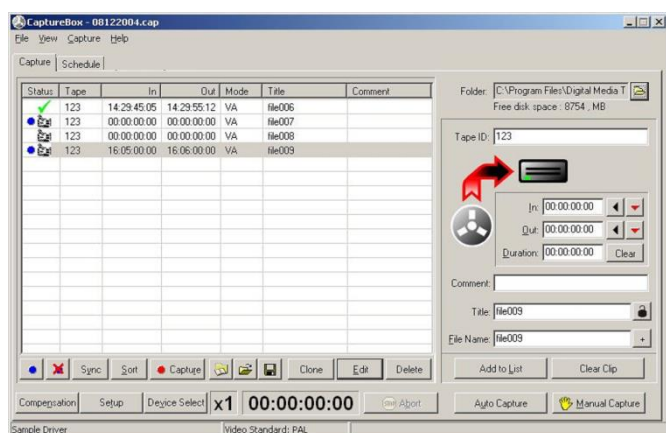 CaptureBox - 08122004.cap
File View Capture Help
Capture Schedule
Status Tape In Out Mode Title Comment
123 14:29:45:05 14:29:55:12 VA file006
123 00:00:00:00 00:00:00:00 VA file007
123 00:00:00:00 00:00:00:00 VA file008
123 16:05:00:00 16:06:00:00 VA file009
Folder: C:\Program Files\Digital Media T
Free disk space : 8754 , MB
Tape ID: 123
In: 00:00:00:00
Out: 00:00:00:00
Duration: 00:00:00:00 Clear
Comment:
Title: file009
File Name: file009 +
Sync Sort Capture Clone Edit Delete
Add to List Clear Clip
Compensation Setup Device Select x1 00:00:00:00 Abort
Auto Capture Manual Capture
Sample Driver Video Standard: PAL